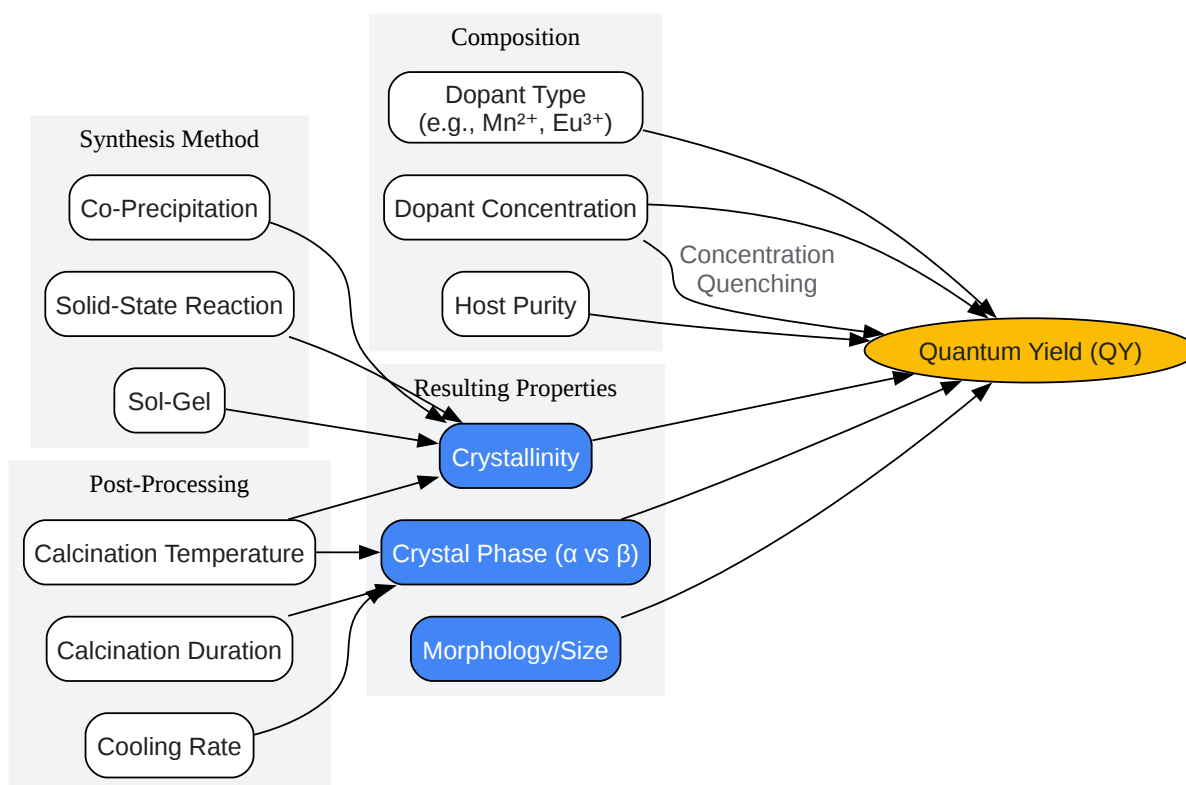 Composition
Dopant Type
(e.g., Mn²⁺, Eu³⁺)
Dopant Concentration
Host Purity
Concentration
Quenching
Synthesis Method
Co-Precipitation
Solid-State Reaction
Sol-Gel
Resulting Properties
Crystallinity
Crystal Phase (α vs β)
Morphology/Size
Post-Processing
Calcination Temperature
Calcination Duration
Cooling Rate
Quantum Yield (QY)